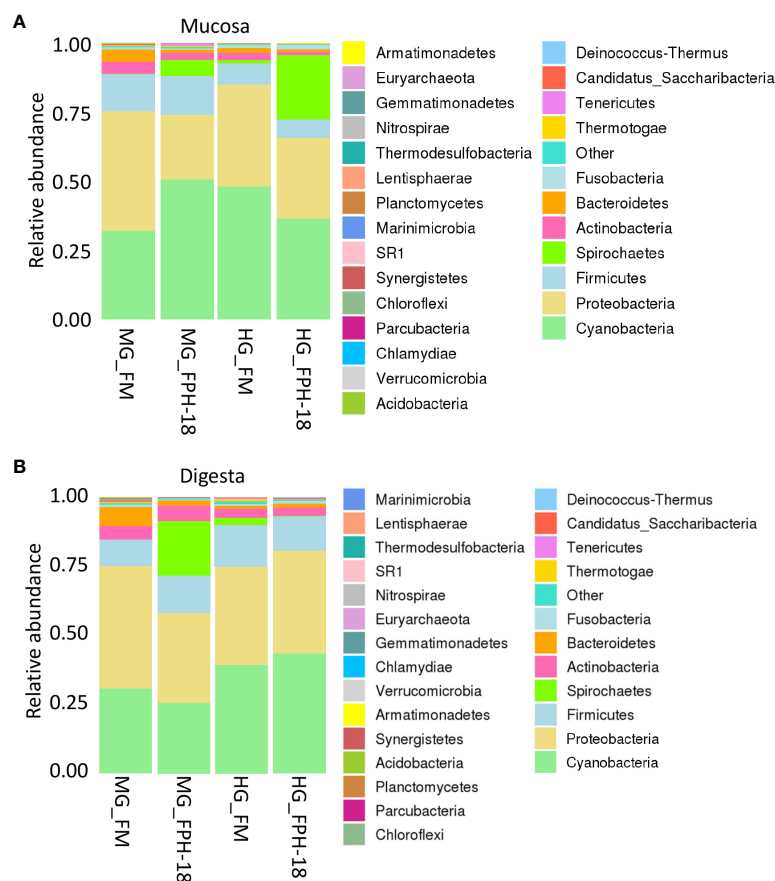 A
Mucosa
Relative abundance
1.00
0.75
0.50
0.25
0.00
MG_FM
MG_FPH-18
HG_FM
HG_FPH-18
Armatimonadetes
Euryarchaeota
Gemmatimonadetes
Nitrospirae
Thermodesulfobacteria
Lentisphaerae
Planctomycetes
Marinimicrobia
SR1
Synergistetes
Chloroflexi
Parcubacteria
Chlamydiae
Verrucomicrobia
Acidobacteria
Deinococcus-Thermus
Candidatus_Saccharibacteria
Tenericutes
Thermotogae
Other
Fusobacteria
Bacteroidetes
Actinobacteria
Spirochaetes
Firmicutes
Proteobacteria
Cyanobacteria
B
Digesta
Relative abundance
1.00
0.75
0.50
0.25
0.00
MG_FM
MG_FPH-18
HG_FM
HG_FPH-18
Marinimicrobia
Lentisphaerae
Thermodesulfobacteria
SR1
Nitrospirae
Euryarchaeota
Gemmatimonadetes
Chlamydiae
Verrucomicrobia
Armatimonadetes
Synergistetes
Acidobacteria
Planctomycetes
Parcubacteria
Chloroflexi
Deinococcus-Thermus
Candidatus_Saccharibacteria
Tenericutes
Thermotogae
Other
Fusobacteria
Bacteroidetes
Actinobacteria
Spirochaetes
Firmicutes
Proteobacteria
Cyanobacteria